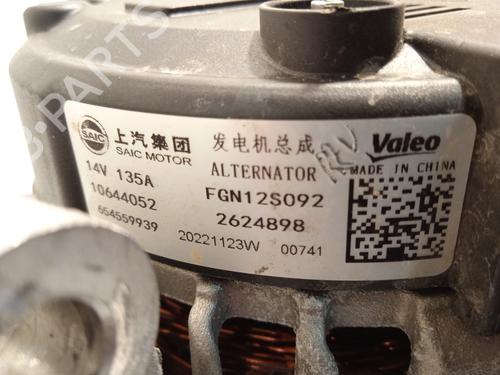 SAIC 上汽集团 发电机总成 Valeo
SAIC MOTOR
ALTERNATOR MADE IN CHINA
14V 135A
FGN12S092
10644052
2624898
654559939
20221123W 00741
PARTS